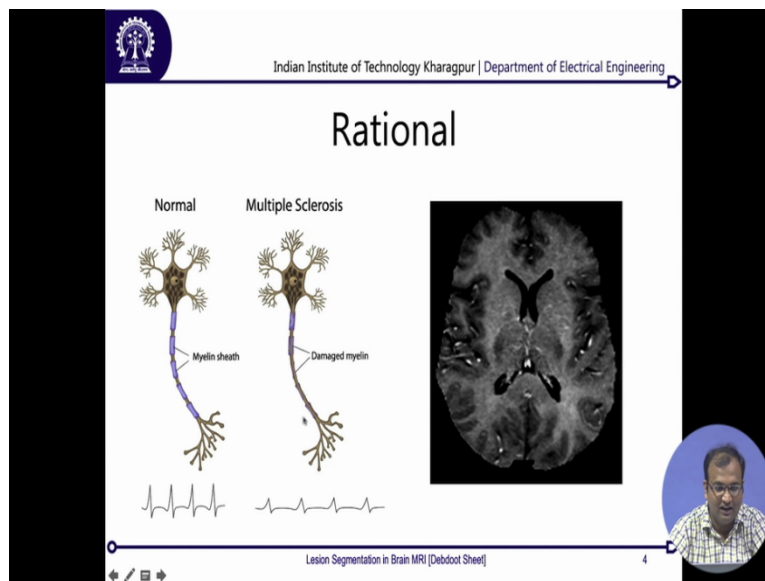 Indian Institute of Technology Kharagpur | Department of Electrical Engineering
Rational
Normal
Multiple Sclerosis
Myelin sheath
Damaged myelin
Lesion Segmentation in Brain MRI [Debdoot Sheet]
4